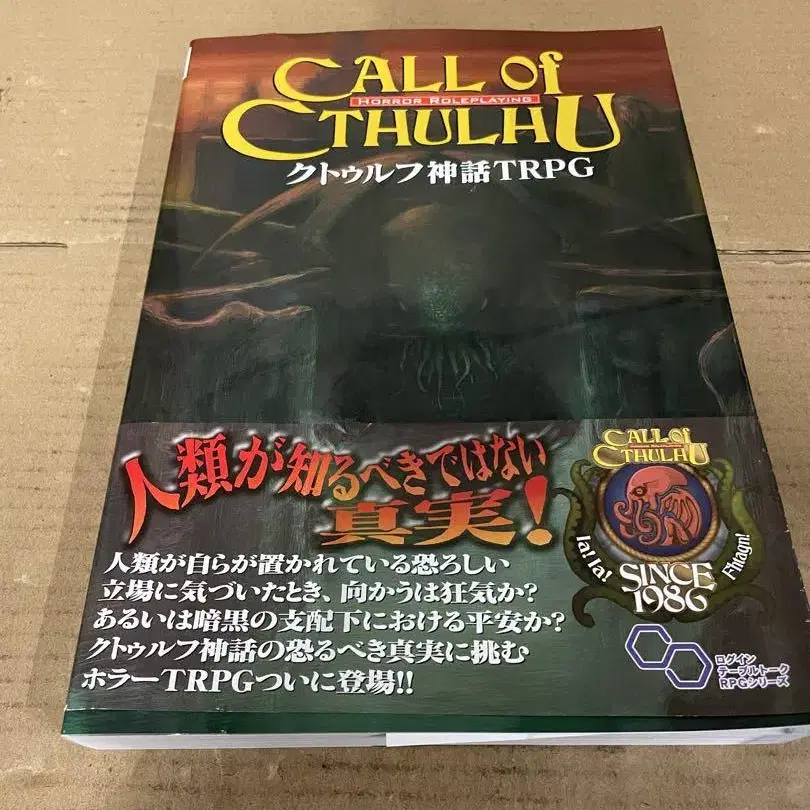 CALL of
HORROR ROLEPLAYING
CTHULHU
クトゥルフ神話TRPG
人類が知るべきではない
真実!
人類が自らが置かれている恐ろしい
立場に気づいたとき、向かうは狂気か?
あるいは暗黒の支配下における平安か?
クトゥルフ神話の恐るべき真実に挑む
ホラーTRPGついに登場!!
CALL of
HORROR ROLEPLAYING
CTHULHU
Ia! Ia!
Fhtagn!
SINCE
1986
ログイン
テーブルトーク
RPGシリーズ